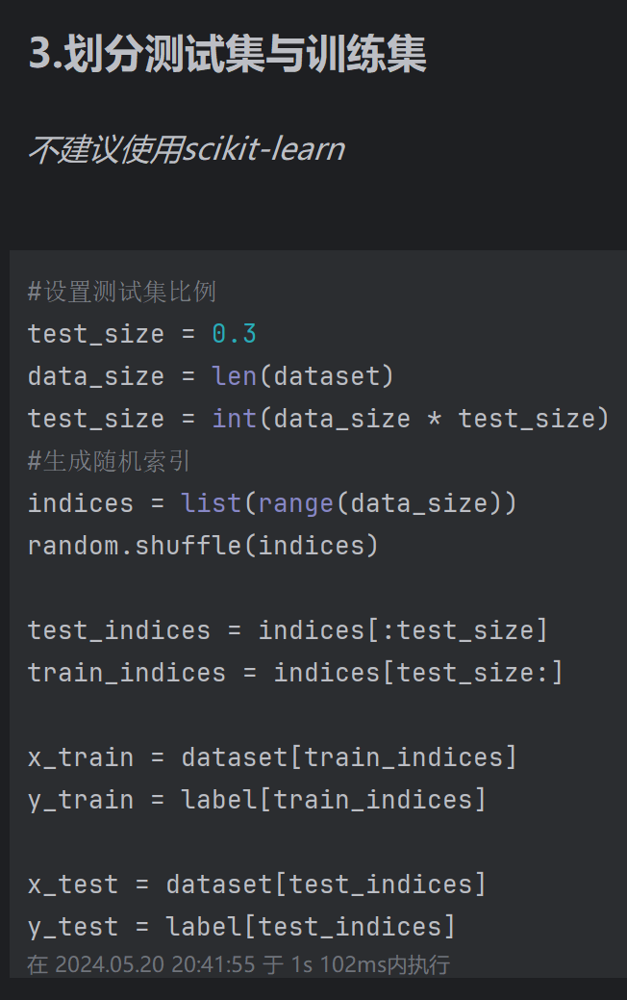 3.划分测试集与训练集
不建议使用scikit-learn
#设置测试集比例
test_size = 0.3
data_size = len(dataset)
test_size = int(data_size * test_size)
#生成随机索引
indices = list(range(data_size))
random.shuffle(indices)
test_indices = indices[:test_size]
train_indices = indices[test_size:]
x_train = dataset[train_indices]
y_train = label[train_indices]
x_test = dataset[test_indices]
y_test = label[test_indices]
在 2024.05.20 20:41:55 于 1s 102ms内执行